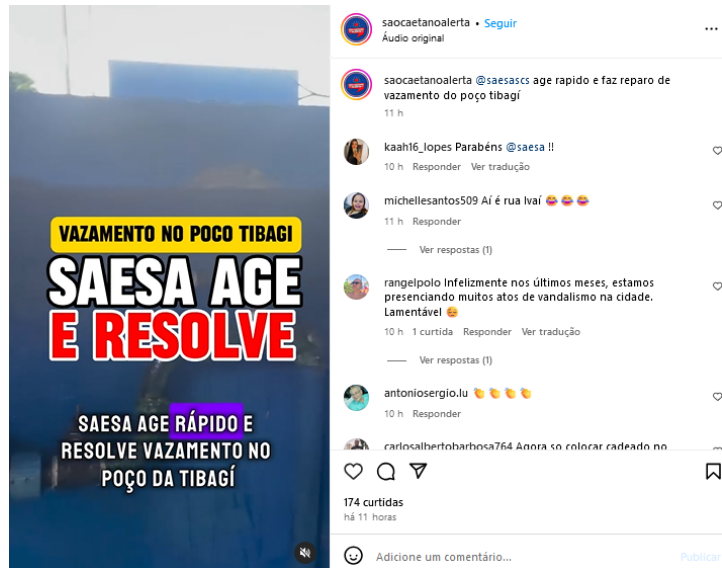 VAZAMENTO NO POCO TIBAGI
SAESA AGE
E RESOLVE
SAESA AGE RÁPIDO E
RESOLVE VAZAMENTO NO
POÇO DA TIBAGÍ
saocaetanoalerta • Seguir
Áudio original
saocaetanoalerta @saesascs age rapido e faz reparo de
vazamento do poço tibagí
11 h
kaah16_lopes Parabéns @saesa !!
10 h Responder Ver tradução
michellesantos509 Aí é rua Ivaí 😂 😂 😂
11 h Responder
Ver respostas (1)
rangelpolo Infelizmente nos últimos meses, estamos
presenciando muitos atos de vandalismo na cidade.
Lamentável 🥵
10 h 1 curtida Responder Ver tradução
Ver respostas (1)
antoniosergio.lu 👏 👏 👏 👏
10 h Responder
carlosalbertobarbosa764 Agora so colocar cadeado no
174 curtidas
há 11 horas
Adicione um comentário...
Publicar